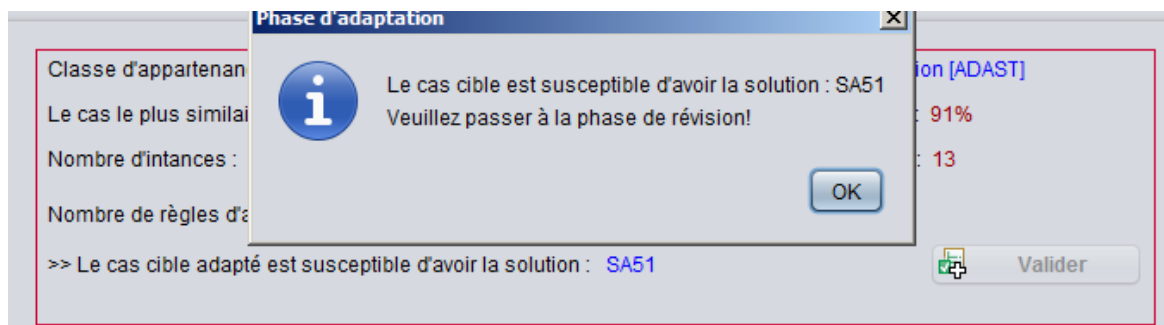 Phase d'adaptation
Classe d'appartenan
ion [ADAST]
Le cas cible est susceptible d'avoir la solution : SA51
Le cas le plus similai
: 91%
Veuillez passer à la phase de révision!
Nombre d'intances :
: 13
OK
Nombre de règles d'a
>> Le cas cible adapté est susceptible d'avoir la solution : SA51
Valider